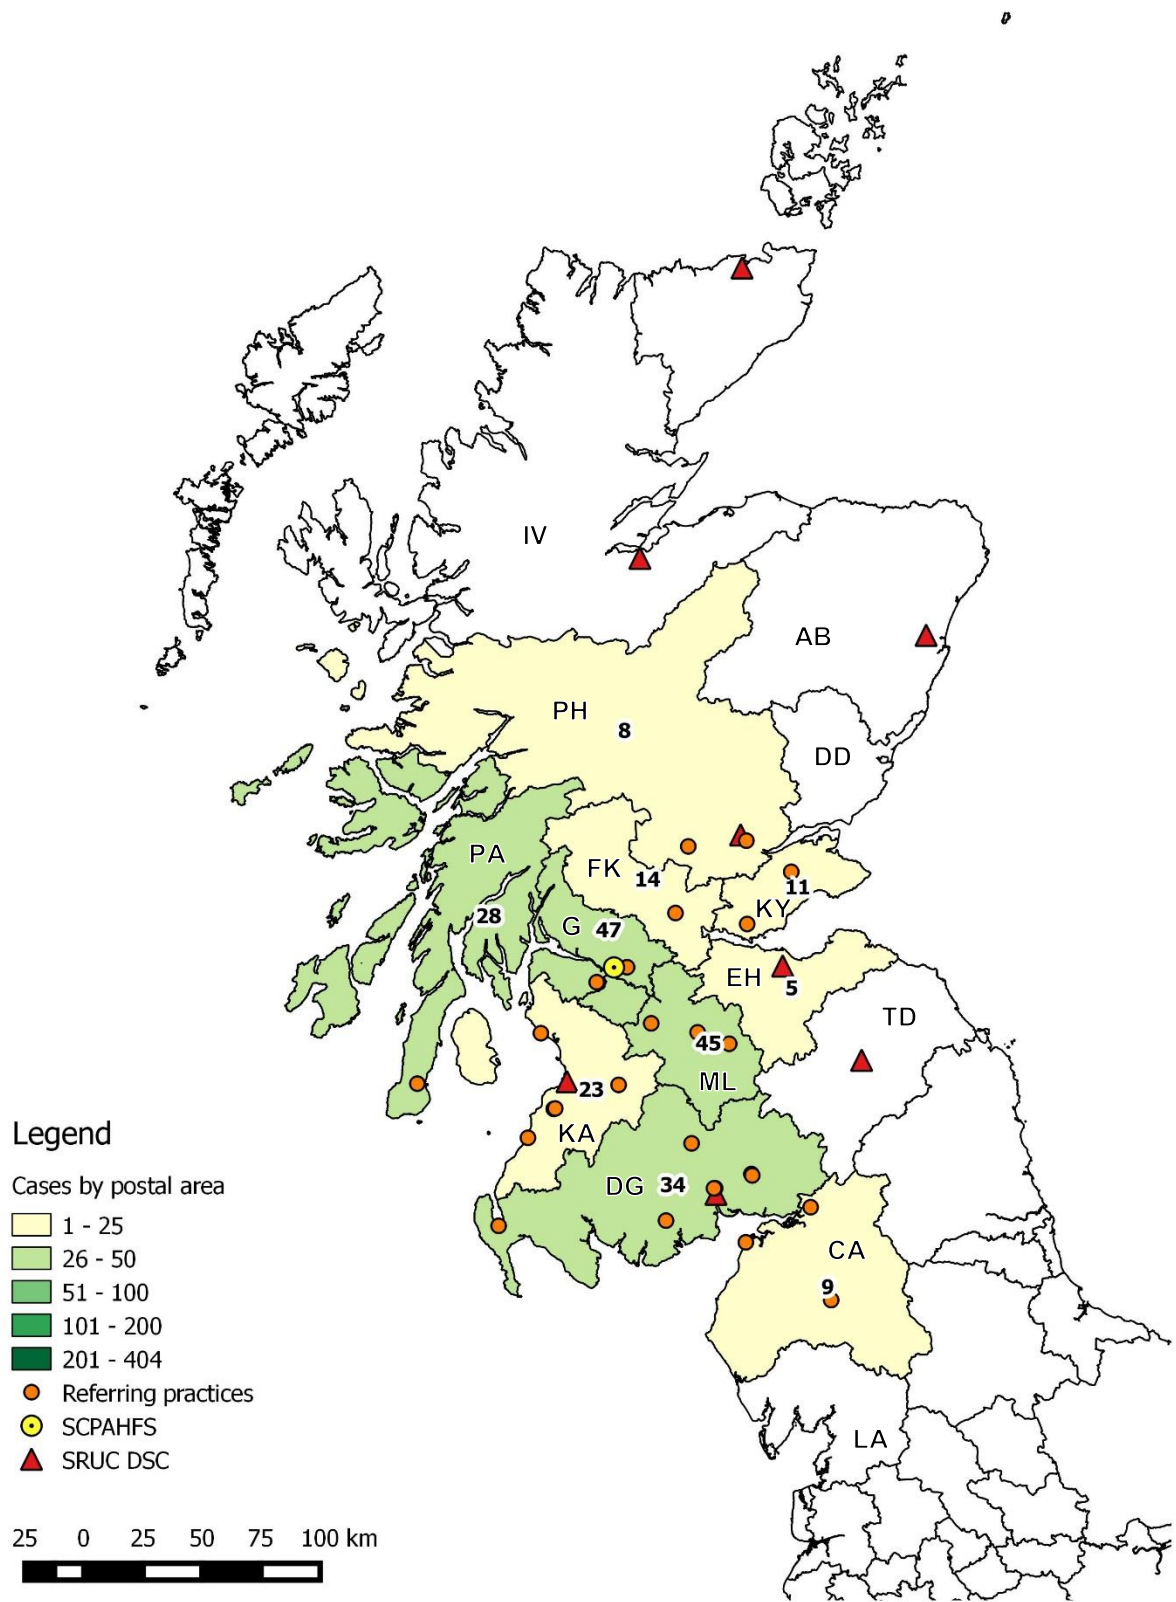 IV
AB
PH
8
DD
PA
FK
14
11
KY
28
G 47
EH
5
TD
45
ML
23
KA
DG 34
CA
9
LA
Legend
Cases by postal area
1 - 25
26 - 50
51 - 100
101 - 200
201 - 404
Referring practices
SCPAHFS
SRUC DSC
25 0 25 50 75 100 km